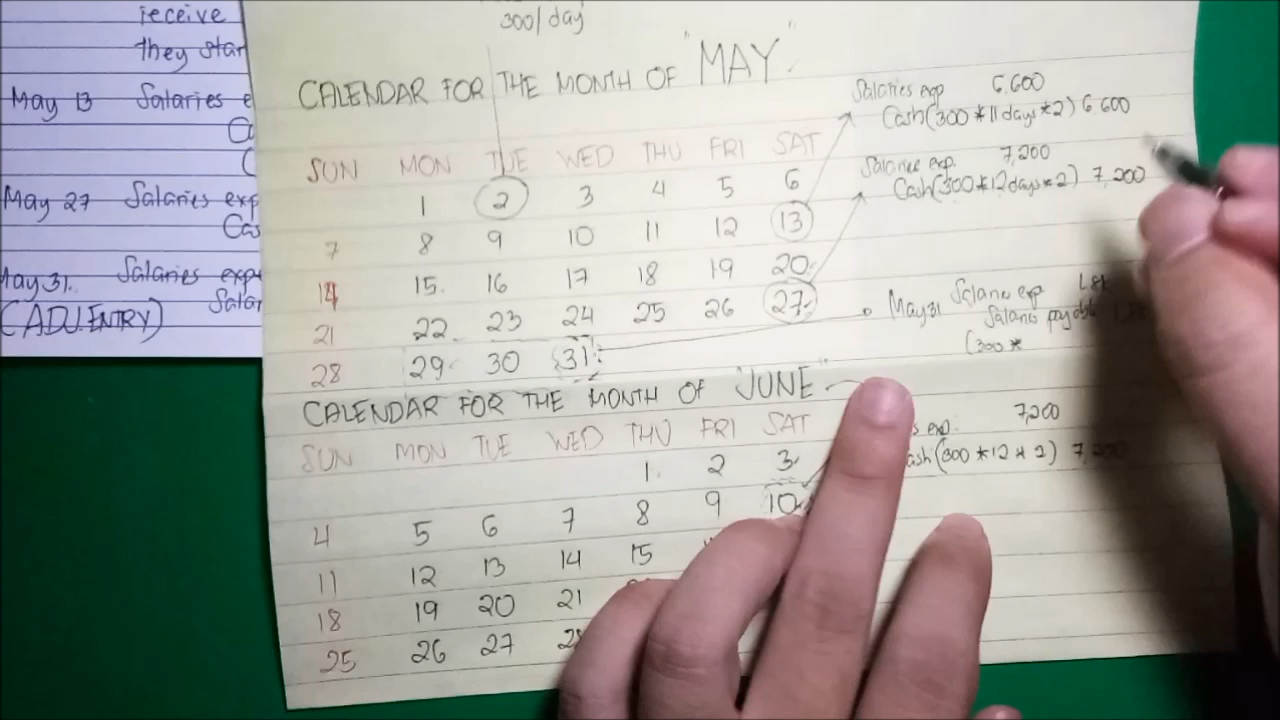 receive
they star
May 13 Salaries e
May 27 Salaries exp
Cas
May 31. Salaries expe
(ADJ.ENTRY) Salar
300/day
CALENDAR FOR THE MONTH OF "MAY".
SUN MON TUE WED THU FRI SAT
1 2 3 4 5 6
7 8 9 10 11 12 13
14 15 16 17 18 19 20
21 22 23 24 25 26 27
28 29 30 31
Salaries exp 6,600
Cash(300*11days*2) 6,600
Salaries exp. 7,200
Cash(300*12days*2) 7,200
May 31 Salaries exp
Salaries payable
(300*
CALENDAR FOR THE MONTH OF "JUNE"
SUN MON TUE WED THU FRI SAT
1 2 3
4 5 6 7 8 9 10
11 12 13 14 15
18 19 20 21
25 26 27
s exp. 7,200
ash(300*12*2) 7,200